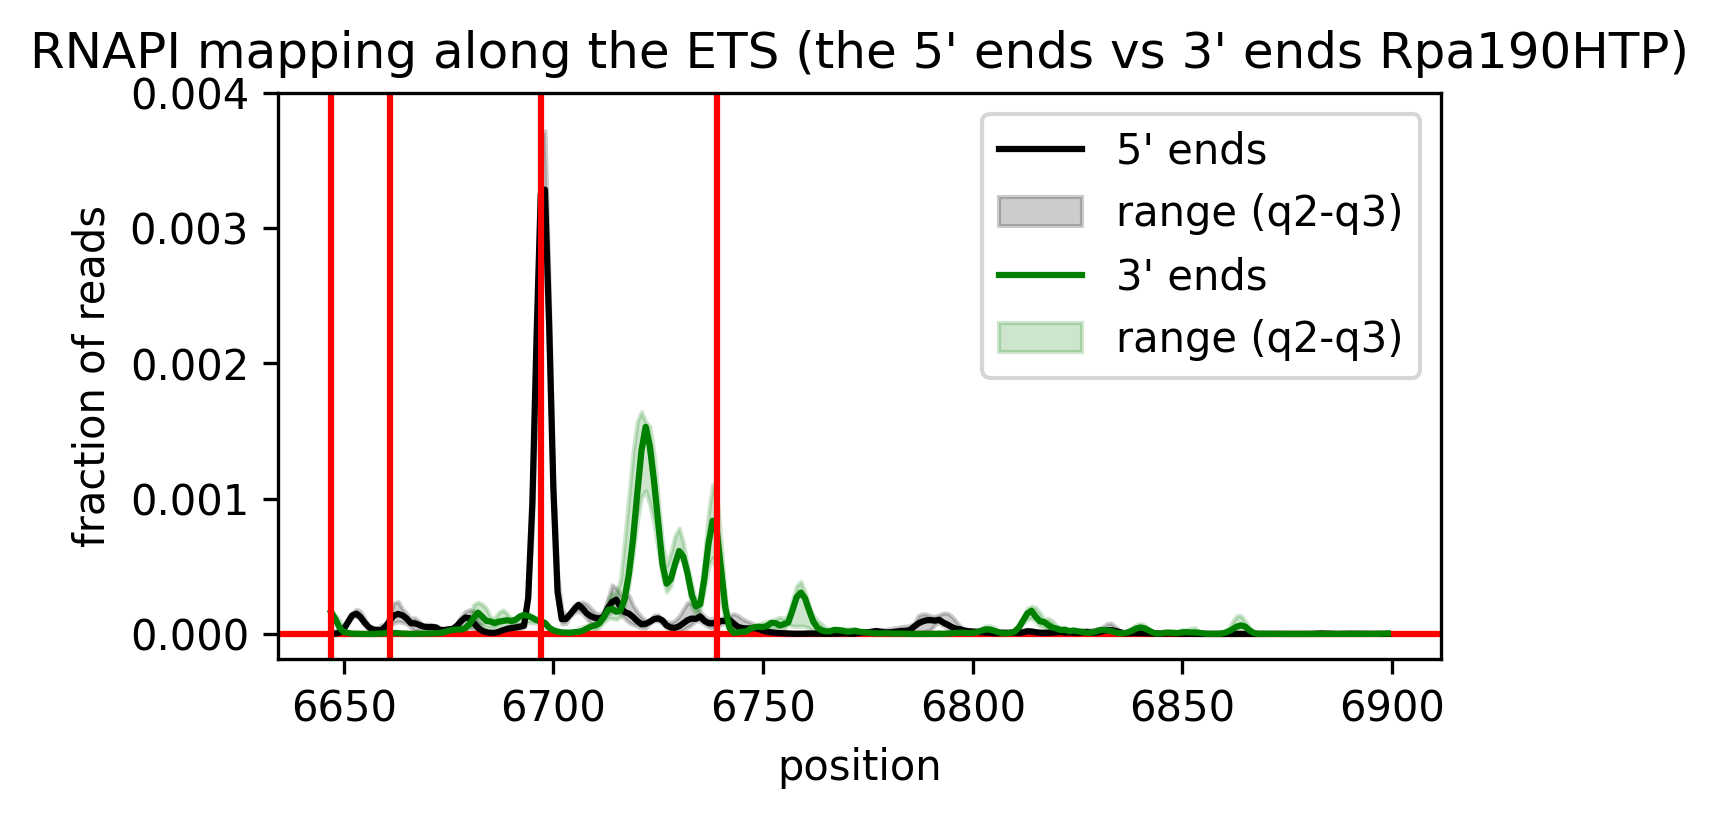 RNAPI mapping along the ETS (the 5' ends vs 3' ends Rpa190HTP)
0.004
0.003
0.002
0.001
0.000
fraction of reads
5' ends
range (q2-q3)
3' ends
range (q2-q3)
6650 6700 6750 6800 6850 6900
position